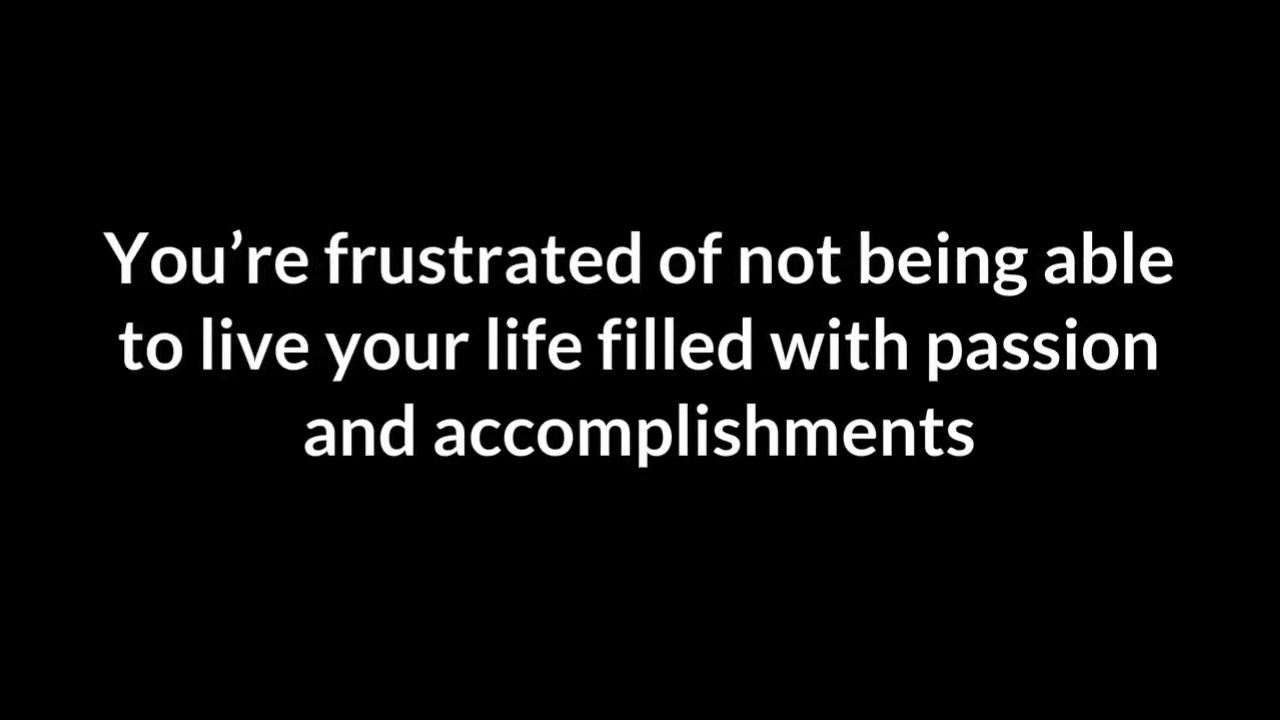 You’re frustrated of not being able
to live your life filled with passion
and accomplishments